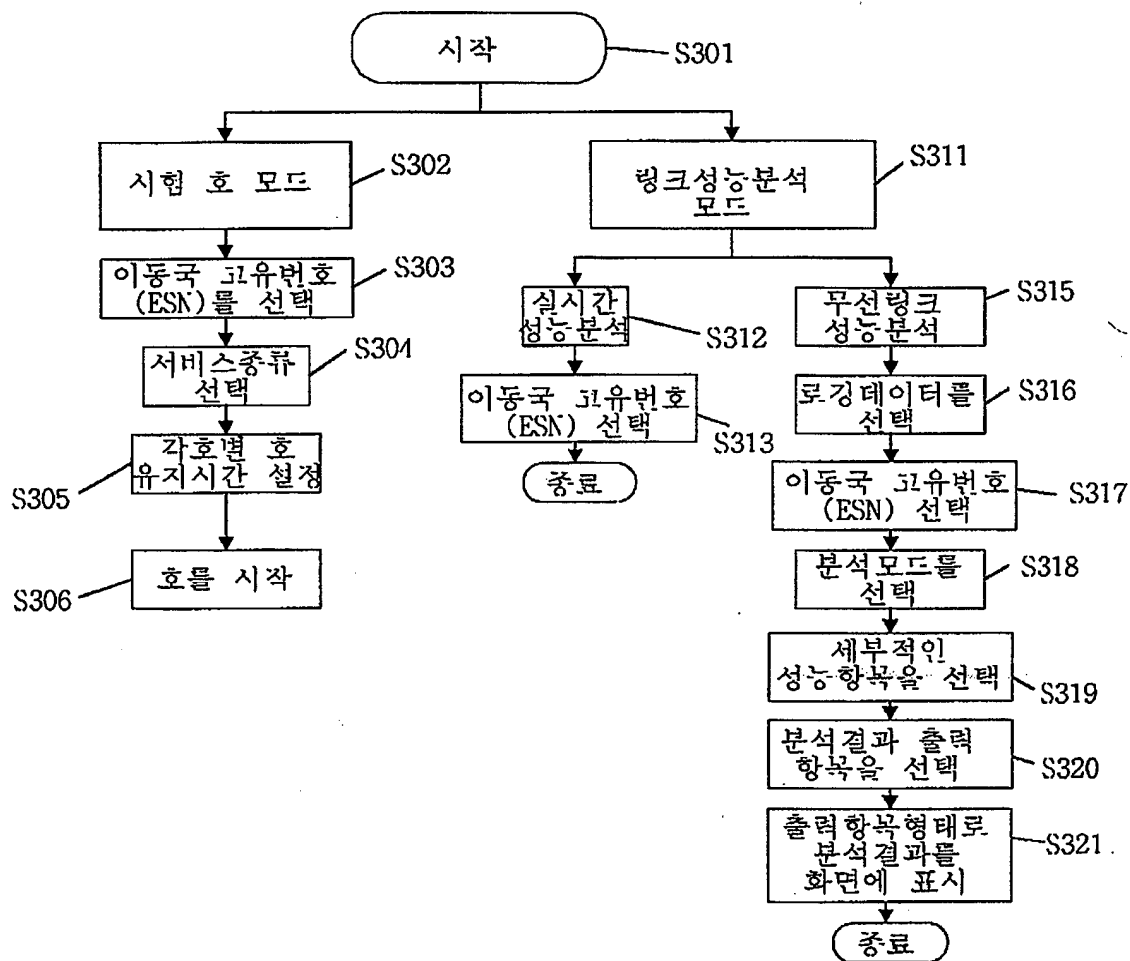 시작
S301
시험 호 모드
S302
이동국 고유번호
(ESN)를 선택
S303
서비스종류
선택
S304
각호별 호
유지시간 설정
S305
호를 시작
S306
링크성능분석
모드
S311
실시간
성능분석
S312
이동국 고유번호
(ESN) 선택
S313
종료
무선링크
성능분석
S315
로깅데이터를
선택
S316
이동국 고유번호
(ESN) 선택
S317
분석모드를
선택
S318
세부적인
성능항목을 선택
S319
분석결과 출력
항목을 선택
S320
출력항목형태로
분석결과를
화면에 표시
S321
종료